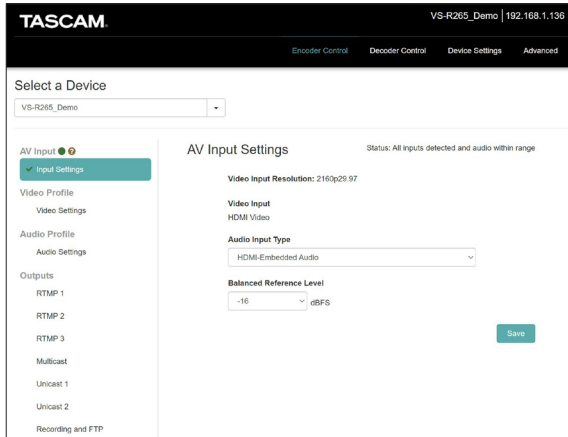 TASCAM.
VS-R265_Demo | 192.168.1.136
Encoder Control Decoder Control Device Settings Advanced
Select a Device
VS-R265_Demo
AV Input
Input Settings
Video Profile
Video Settings
Audio Profile
Audio Settings
Outputs
RTMP 1
RTMP 2
RTMP 3
Multicast
Unicast 1
Unicast 2
Recording and FTP
AV Input Settings
Status: All inputs detected and audio within range
Video Input Resolution: 2160p29.97
Video Input
HDMI Video
Audio Input Type
HDMI-Embedded Audio
Balanced Reference Level
-16 dBFS
Save